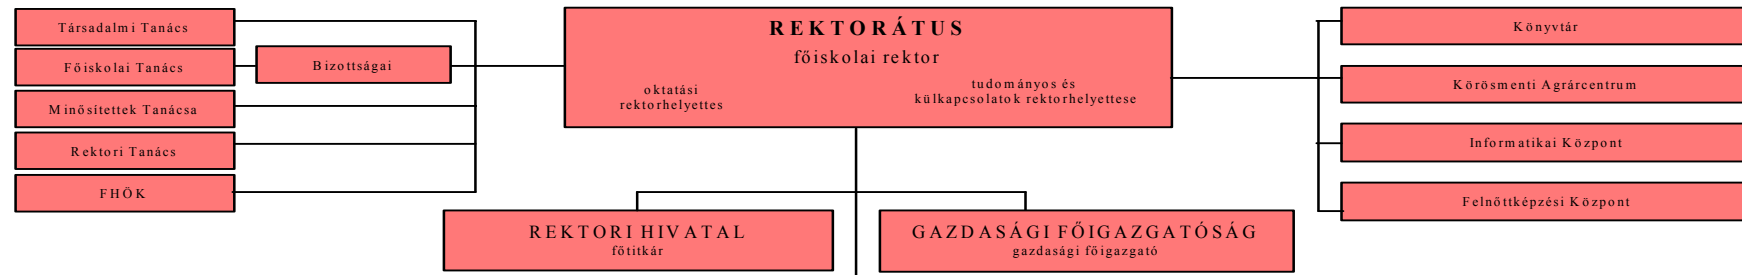 Társadalmi Tanács
Főiskolai Tanács
Bizottságai
Minősítettek Tanácsa
Rektori Tanács
FHÖK
REKTORÁTUS
főiskolai rektor
oktatási
rektorhelyettes
tudományos és
külkapcsolatok rektorhelyettese
Könyvtár
Körösmenti Agrárcentrum
Informatikai Központ
Felnőttképzési Központ
REKTORI HIVATAL
főtitkár
GAZDASÁGI FŐIGAZGATÓSÁG
gazdasági főigazgató